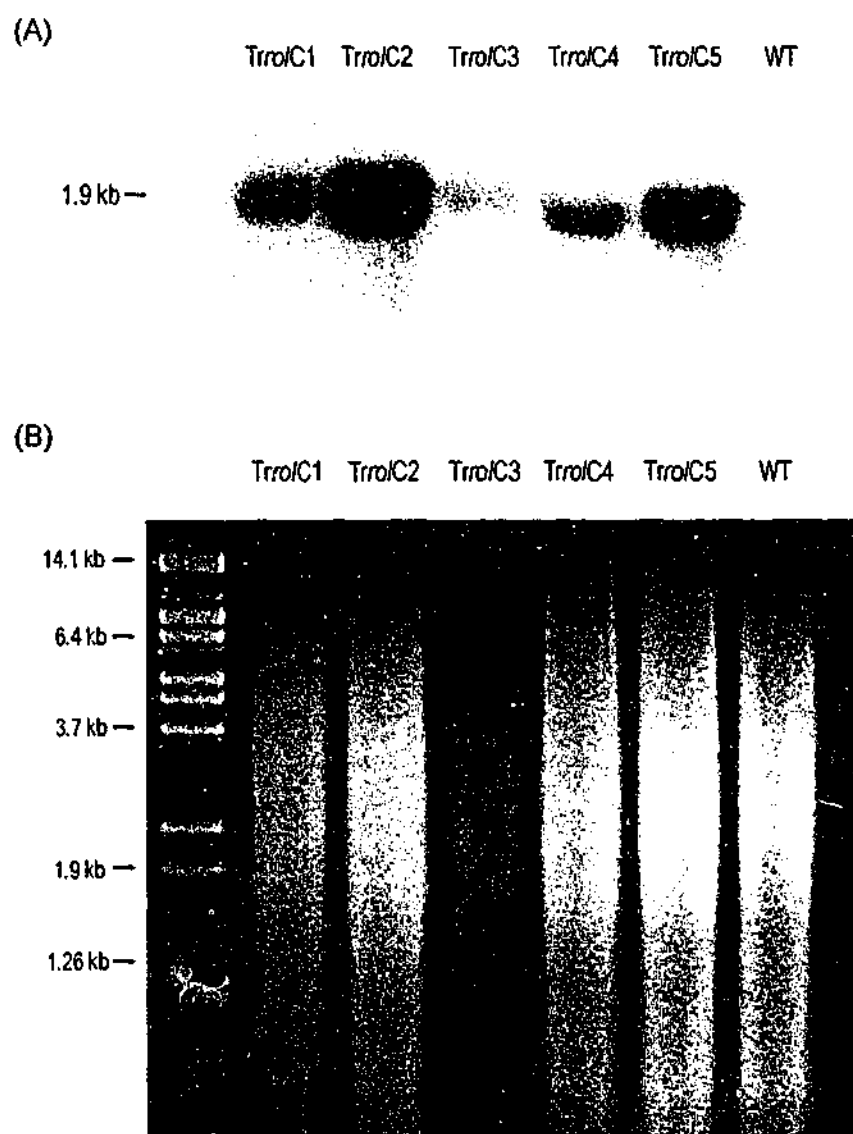 (A)
TrrolC1 TrrolC2 TrrolC3 TrrolC4 TrrolC5 WT
1.9 kb
(B)
TrrolC1 TrrolC2 TrrolC3 TrrolC4 TrrolC5 WT
14.1 kb
6.4 kb
3.7 kb
1.9 kb
1.26 kb